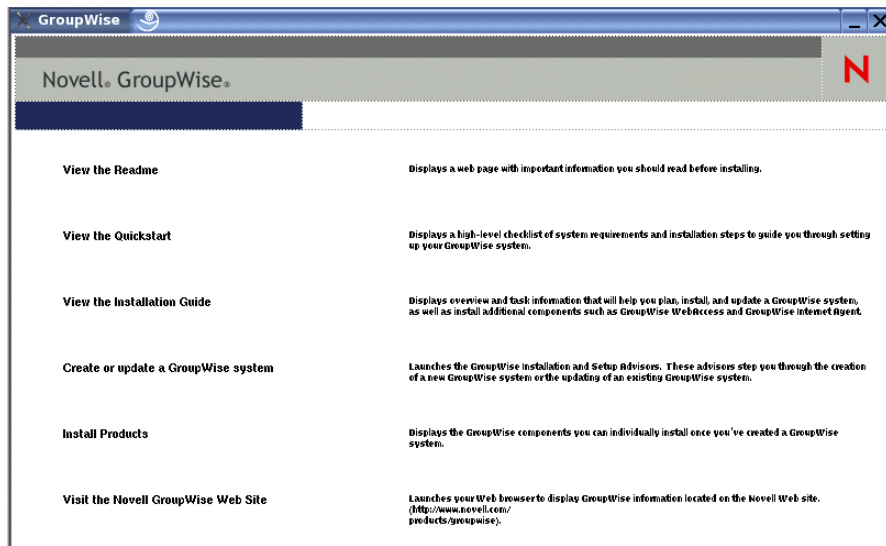 GroupWise
Novell® GroupWise®
N
View the Readme
Displays a web page with important information you should read before installing.
View the Quickstart
Displays a high-level checklist of system requirements and installation steps to guide you through setting
up your GroupWise system.
View the Installation Guide
Displays overview and task information that will help you plan, install, and update a GroupWise system,
as well as install additional components such as GroupWise WebAccess and GroupWise Internet Agent.
Create or update a GroupWise system
Launches the GroupWise Installation and Setup Advisors. These advisors step you through the creation
of a new GroupWise system or the updating of an existing GroupWise system.
Install Products
Displays the GroupWise components you can individually install once you've created a GroupWise
system.
Visit the Novell GroupWise Web Site
Launches your Web browser to display GroupWise information located on the Novell Web site.
(http://www.novell.com/
products/groupwise).